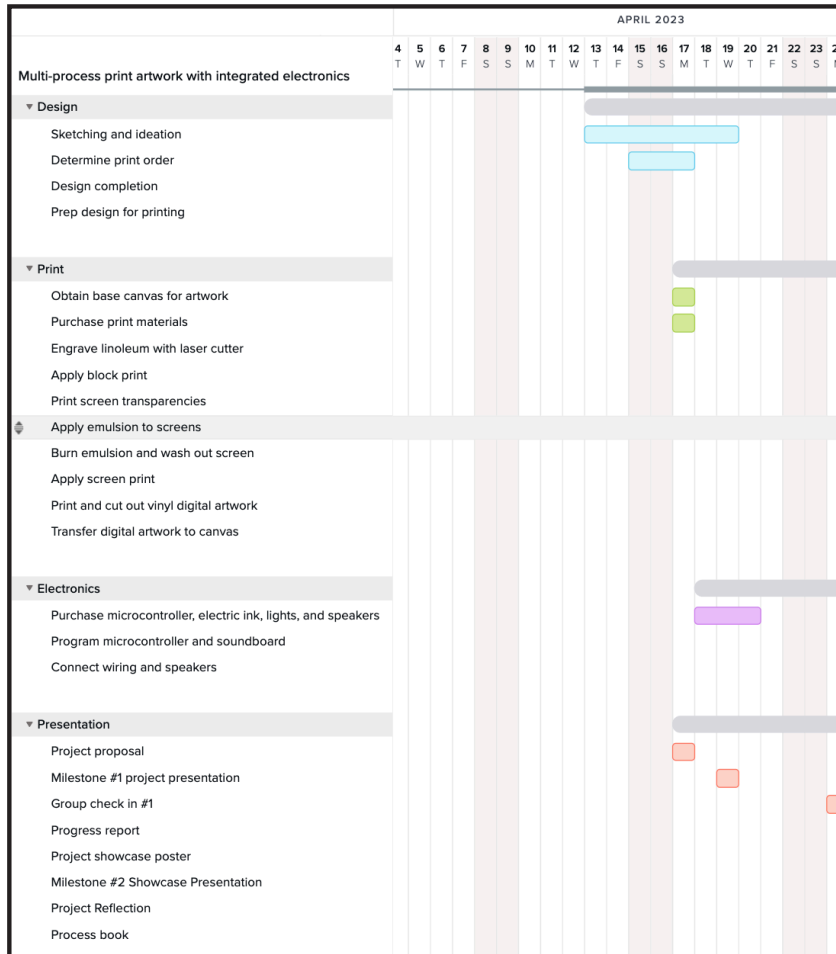 APRIL 2023
4 5 6 7 8 9 10 11 12 13 14 15 16 17 18 19 20 21 22 23
T W T F S S M T W T F S S M T W T F S S
Multi-process print artwork with integrated electronics
Design
Sketching and ideation
Determine print order
Design completion
Prep design for printing
Print
Obtain base canvas for artwork
Purchase print materials
Engrave linoleum with laser cutter
Apply block print
Print screen transparencies
Apply emulsion to screens
Burn emulsion and wash out screen
Apply screen print
Print and cut out vinyl digital artwork
Transfer digital artwork to canvas
Electronics
Purchase microcontroller, electric ink, lights, and speakers
Program microcontroller and soundboard
Connect wiring and speakers
Presentation
Project proposal
Milestone #1 project presentation
Group check in #1
Progress report
Project showcase poster
Milestone #2 Showcase Presentation
Project Reflection
Process book